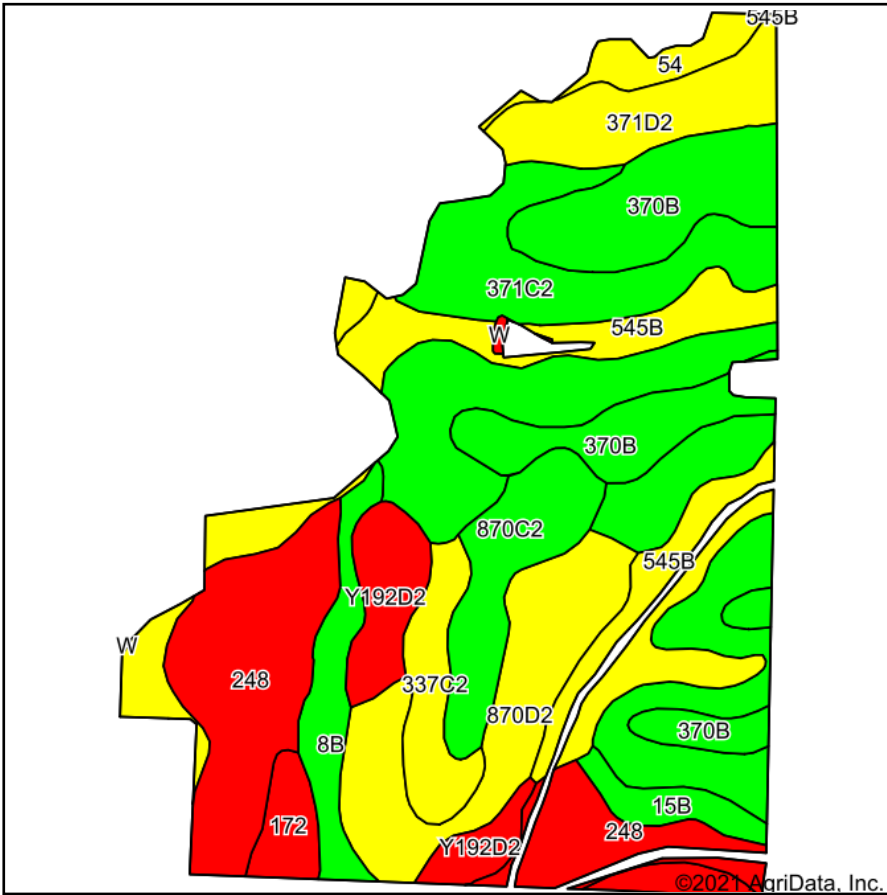 545B
54
371D2
370B
371C2
545B
W
370B
870C2
545B
Y192D2
W
248
337C2
870D2
370B
8B
15B
172
248
Y192D2
©2021 AgriData, Inc.